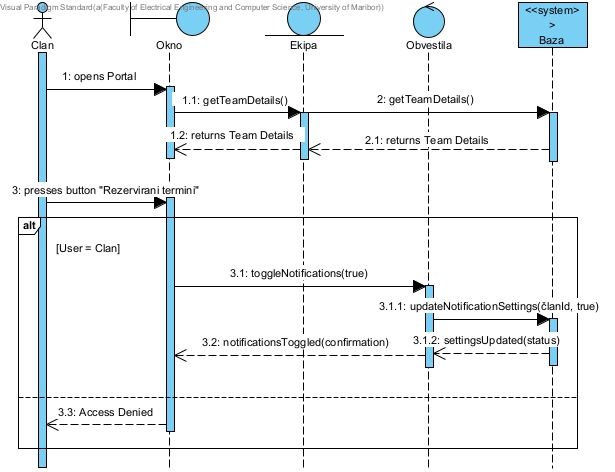 Visual Paradigm Standard(a(Faculty of Electrical Engineering and Computer Science, University of Maribor))
<<system>
>
Clan
Okno
Ekipa
Obvestila
Baza
1: opens Portal
1.1: getTeamDetails()
2: getTeamDetails()
1.2: returns Team Details
2.1: returns Team Details
3: presses button "Rezervirani termini"
alt
[User = Clan]
3.1: toggleNotifications(true)
3.1.1: updateNotificationSettings(članId, true)
3.2: notificationsToggled(confirmation)
3.1.2: settingsUpdated(status)
3.3: Access Denied